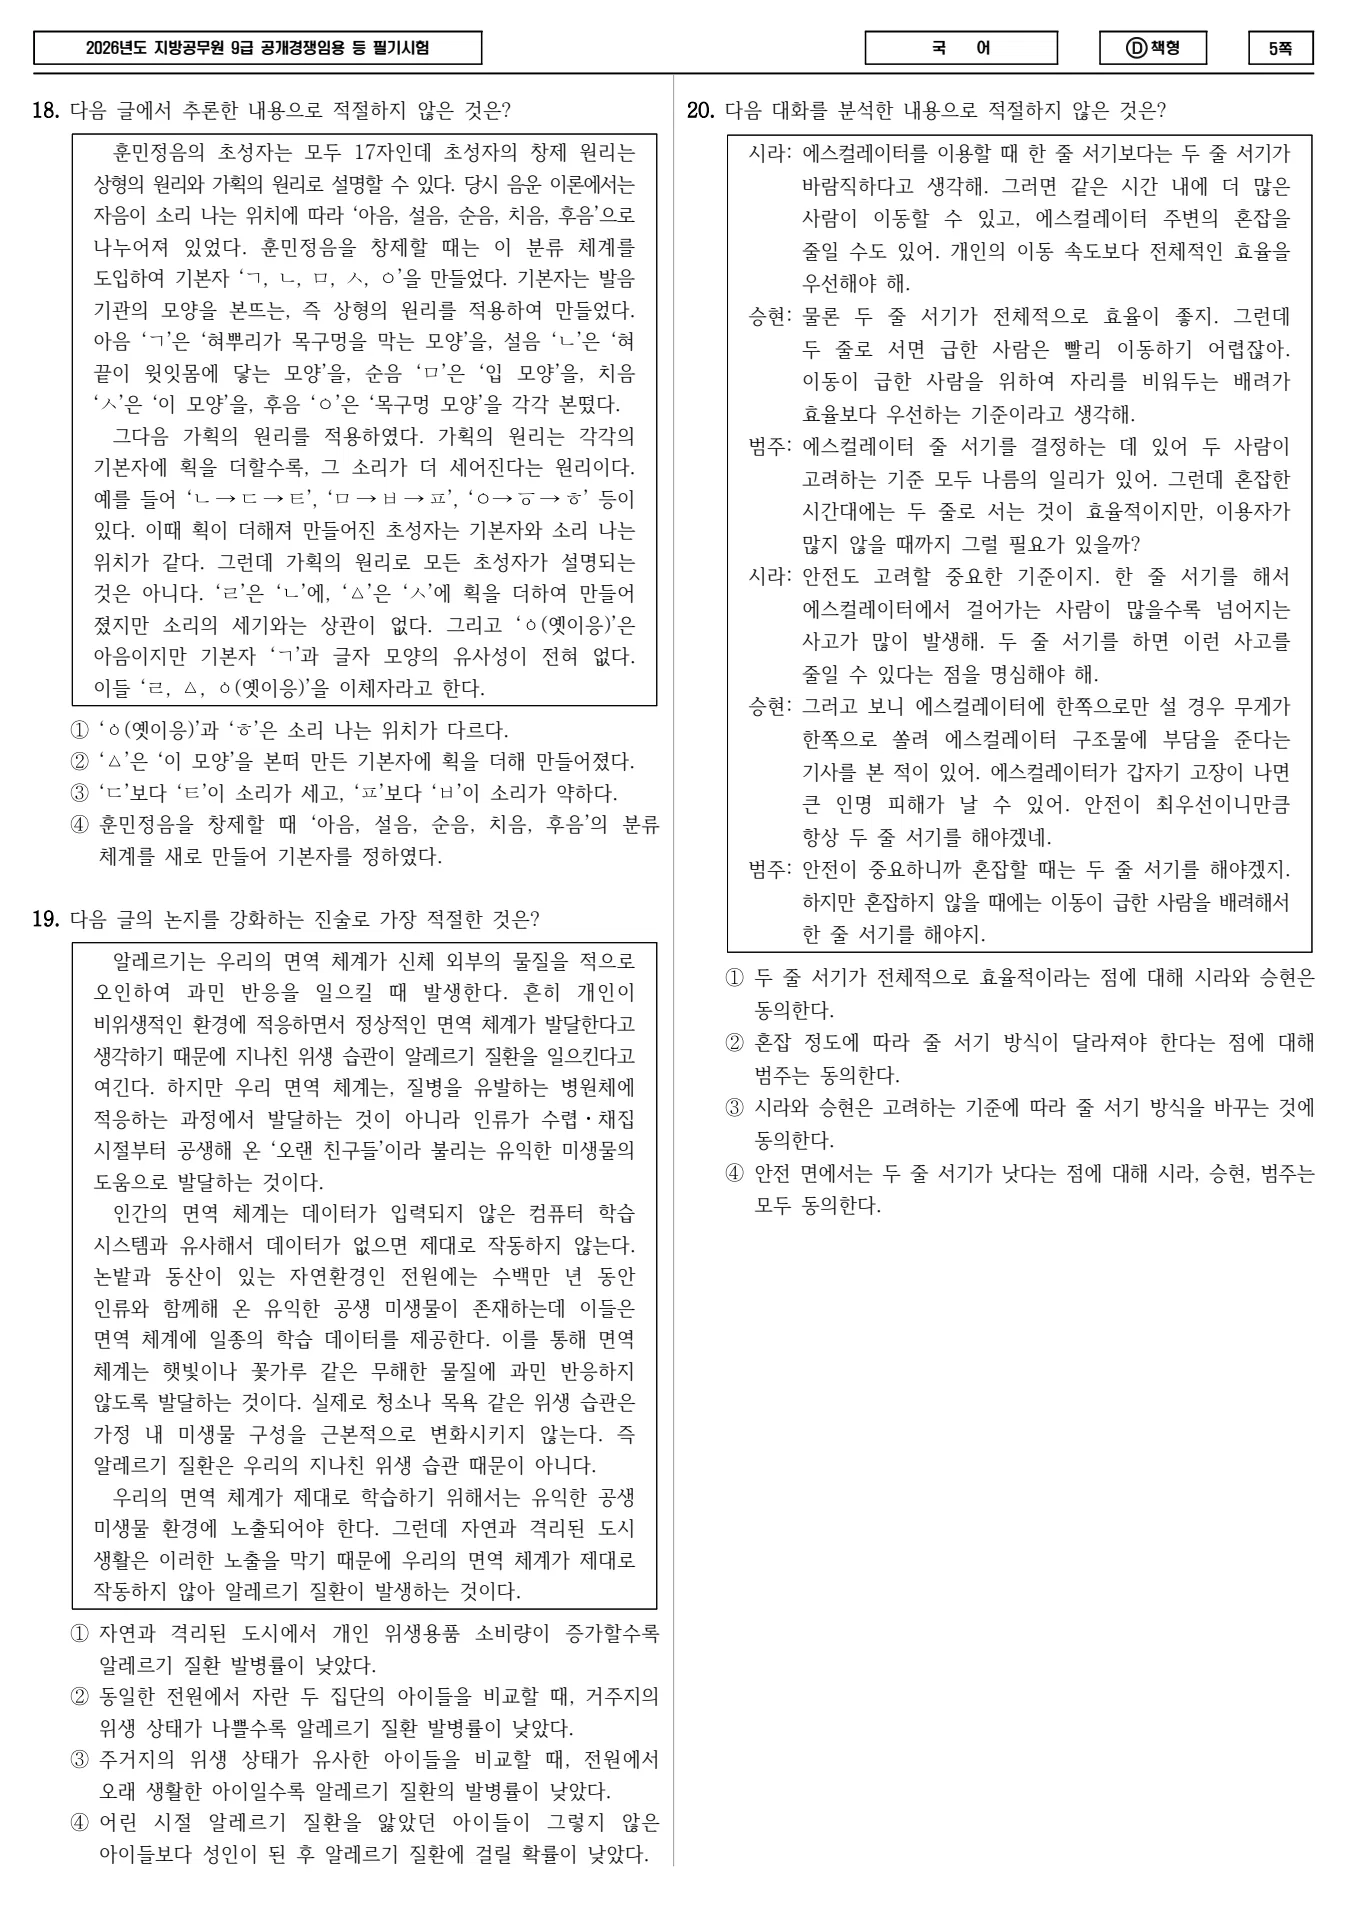 2026년도 지방공무원 9급 공개경쟁임용 등 필기시험
국 어
Ⓓ책형
5쪽
18. 다음 글에서 추론한 내용으로 적절하지 않은 것은?
훈민정음의 초성자는 모두 17자인데 초성자의 창제 원리는
상형의 원리와 가획의 원리로 설명할 수 있다. 당시 음운 이론에서는
자음이 소리 나는 위치에 따라 ‘아음, 설음, 순음, 치음, 후음’으로
나누어져 있었다. 훈민정음을 창제할 때는 이 분류 체계를
도입하여 기본자 ‘ㄱ, ㄴ, ㅁ, ㅅ, ㅇ’을 만들었다. 기본자는 발음
기관의 모양을 본뜨는, 즉 상형의 원리를 적용하여 만들었다.
아음 ‘ㄱ’은 ‘혀뿌리가 목구멍을 막는 모양’을, 설음 ‘ㄴ’은 ‘혀
끝이 윗잇몸에 닿는 모양’을, 순음 ‘ㅁ’은 ‘입 모양’을, 치음
‘ㅅ’은 ‘이 모양’을, 후음 ‘ㅇ’은 ‘목구멍 모양’을 각각 본떴다.
그다음 가획의 원리를 적용하였다. 가획의 원리는 각각의
기본자에 획을 더할수록, 그 소리가 더 세어진다는 원리이다.
예를 들어 ‘ㄴ→ㄷ→ㅌ’, ‘ㅁ→ㅂ→ㅍ’, ‘ㅇ→ㆆ→ㅎ’ 등이
있다. 이때 획이 더해져 만들어진 초성자는 기본자와 소리 나는
위치가 같다. 그런데 가획의 원리로 모든 초성자가 설명되는
것은 아니다. ‘ㄹ’은 ‘ㄴ’에, ‘ㅿ’은 ‘ㅅ’에 획을 더하여 만들어
졌지만 소리의 세기와는 상관이 없다. 그리고 ‘ㆁ(옛이응)’은
아음이지만 기본자 ‘ㄱ’과 글자 모양의 유사성이 전혀 없다.
이들 ‘ㄹ, ㅿ, ㆁ(옛이응)’을 이체자라고 한다.
① ‘ㆁ(옛이응)’과 ‘ㅎ’은 소리 나는 위치가 다르다.
② ‘ㅿ’은 ‘이 모양’을 본떠 만든 기본자에 획을 더해 만들어졌다.
③ ‘ㄷ’보다 ‘ㅌ’이 소리가 세고, ‘ㅍ’보다 ‘ㅂ’이 소리가 약하다.
④ 훈민정음을 창제할 때 ‘아음, 설음, 순음, 치음, 후음’의 분류
체계를 새로 만들어 기본자를 정하였다.
19. 다음 글의 논지를 강화하는 진술로 가장 적절한 것은?
알레르기는 우리의 면역 체계가 신체 외부의 물질을 적으로
오인하여 과민 반응을 일으킬 때 발생한다. 흔히 개인이
비위생적인 환경에 적응하면서 정상적인 면역 체계가 발달한다고
생각하기 때문에 지나친 위생 습관이 알레르기 질환을 일으킨다고
여긴다. 하지만 우리 면역 체계는, 질병을 유발하는 병원체에
적응하는 과정에서 발달하는 것이 아니라 인류가 수렵･채집
시절부터 공생해 온 ‘오랜 친구들’이라 불리는 유익한 미생물의
도움으로 발달하는 것이다.
인간의 면역 체계는 데이터가 입력되지 않은 컴퓨터 학습
시스템과 유사해서 데이터가 없으면 제대로 작동하지 않는다.
논밭과 동산이 있는 자연환경인 전원에는 수백만 년 동안
인류와 함께해 온 유익한 공생 미생물이 존재하는데 이들은
면역 체계에 일종의 학습 데이터를 제공한다. 이를 통해 면역
체계는 햇빛이나 꽃가루 같은 무해한 물질에 과민 반응하지
않도록 발달하는 것이다. 실제로 청소나 목욕 같은 위생 습관은
가정 내 미생물 구성을 근본적으로 변화시키지 않는다. 즉
알레르기 질환은 우리의 지나친 위생 습관 때문이 아니다.
우리의 면역 체계가 제대로 학습하기 위해서는 유익한 공생
미생물 환경에 노출되어야 한다. 그런데 자연과 격리된 도시
생활은 이러한 노출을 막기 때문에 우리의 면역 체계가 제대로
작동하지 않아 알레르기 질환이 발생하는 것이다.
① 자연과 격리된 도시에서 개인 위생용품 소비량이 증가할수록
알레르기 질환 발병률이 낮았다.
② 동일한 전원에서 자란 두 집단의 아이들을 비교할 때, 거주지의
위생 상태가 나쁠수록 알레르기 질환 발병률이 낮았다.
③ 주거지의 위생 상태가 유사한 아이들을 비교할 때, 전원에서
오래 생활한 아이일수록 알레르기 질환의 발병률이 낮았다.
④ 어린 시절 알레르기 질환을 앓았던 아이들이 그렇지 않은
아이들보다 성인이 된 후 알레르기 질환에 걸릴 확률이 낮았다.
20. 다음 대화를 분석한 내용으로 적절하지 않은 것은?
시라: 에스컬레이터를 이용할 때 한 줄 서기보다는 두 줄 서기가
바람직하다고 생각해. 그러면 같은 시간 내에 더 많은
사람이 이동할 수 있고, 에스컬레이터 주변의 혼잡을
줄일 수도 있어. 개인의 이동 속도보다 전체적인 효율을
우선해야 해.
승현: 물론 두 줄 서기가 전체적으로 효율이 좋지. 그런데
두 줄로 서면 급한 사람은 빨리 이동하기 어렵잖아.
이동이 급한 사람을 위하여 자리를 비워두는 배려가
효율보다 우선하는 기준이라고 생각해.
범주: 에스컬레이터 줄 서기를 결정하는 데 있어 두 사람이
고려하는 기준 모두 나름의 일리가 있어. 그런데 혼잡한
시간대에는 두 줄로 서는 것이 효율적이지만, 이용자가
많지 않을 때까지 그럴 필요가 있을까?
시라: 안전도 고려할 중요한 기준이지. 한 줄 서기를 해서
에스컬레이터에서 걸어가는 사람이 많을수록 넘어지는
사고가 많이 발생해. 두 줄 서기를 하면 이런 사고를
줄일 수 있다는 점을 명심해야 해.
승현: 그러고 보니 에스컬레이터에 한쪽으로만 설 경우 무게가
한쪽으로 쏠려 에스컬레이터 구조물에 부담을 준다는
기사를 본 적이 있어. 에스컬레이터가 갑자기 고장이 나면
큰 인명 피해가 날 수 있어. 안전이 최우선이니만큼
항상 두 줄 서기를 해야겠네.
범주: 안전이 중요하니까 혼잡할 때는 두 줄 서기를 해야겠지.
하지만 혼잡하지 않을 때에는 이동이 급한 사람을 배려해서
한 줄 서기를 해야지.
① 두 줄 서기가 전체적으로 효율적이라는 점에 대해 시라와 승현은
동의한다.
② 혼잡 정도에 따라 줄 서기 방식이 달라져야 한다는 점에 대해
범주는 동의한다.
③ 시라와 승현은 고려하는 기준에 따라 줄 서기 방식을 바꾸는 것에
동의한다.
④ 안전 면에서는 두 줄 서기가 낫다는 점에 대해 시라, 승현, 범주는
모두 동의한다.